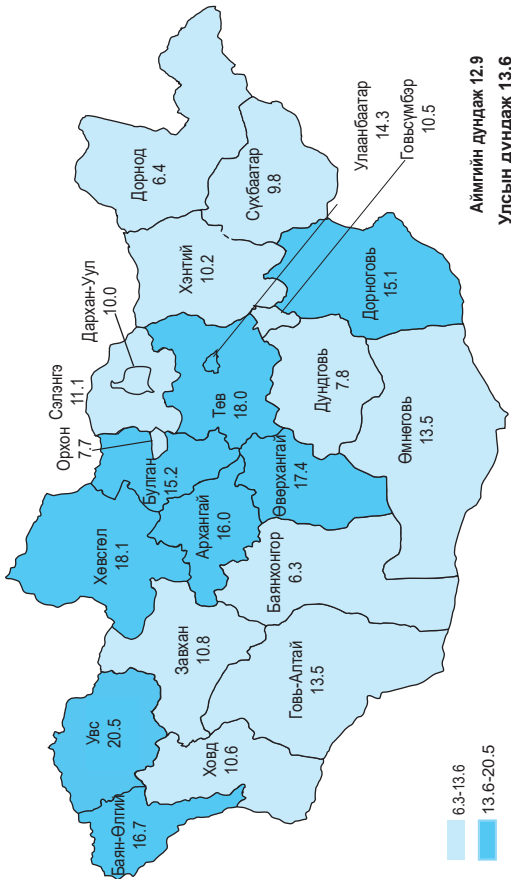 Баян-Өлгий
16.7
Увс
20.5
Ховд
10.6
Завхан
10.8
Говь-Алтай
13.5
Хөвсгөл
18.1
Архангай
16.0
Баянхонгор
6.3
Булган
15.2
Орхон
7.7
Сэлэнгэ
11.1
Дархан-Уул
10.0
Төв
18.0
Өвөрхангай
17.4
Өмнөговь
13.5
Дундговь
7.8
Хэнтий
10.2
Дорнод
6.4
Сүхбаатар
9.8
Дорноговь
15.1
Улаанбаатар
14.3
Говьсүмбэр
10.5
6.3-13.6
13.6-20.5
Аймгийн дундаж 12.9
Улсын дундаж 13.6